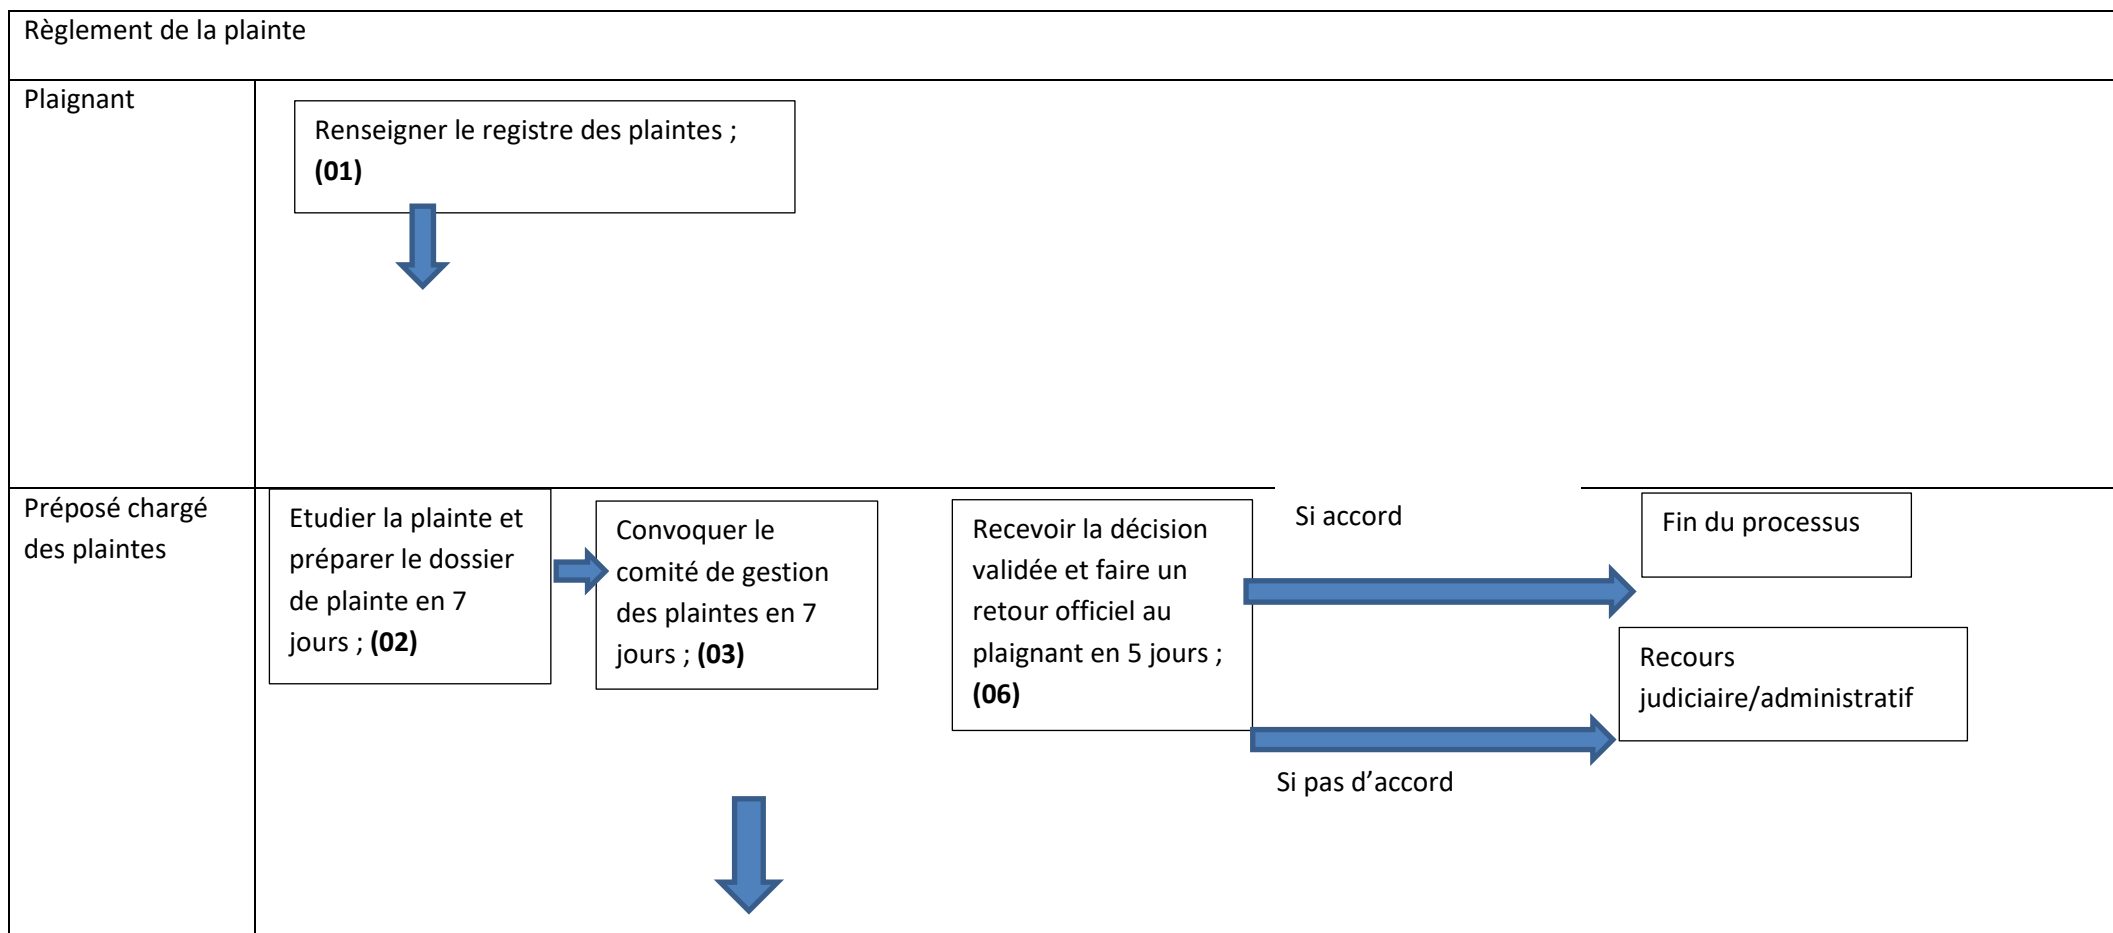 Règlement de la plainte
Plaignant
Renseigner le registre des plaintes ;
(01)
Préposé chargé
des plaintes
Etudier la plainte et
préparer le dossier
de plainte en 7
jours ; (02)
Convoquer le
comité de gestion
des plaintes en 7
jours ; (03)
Recevoir la décision
validée et faire un
retour officiel au
plaignant en 5 jours ;
(06)
Si accord
Fin du processus
Recours
judiciaire/administratif
Si pas d’accord